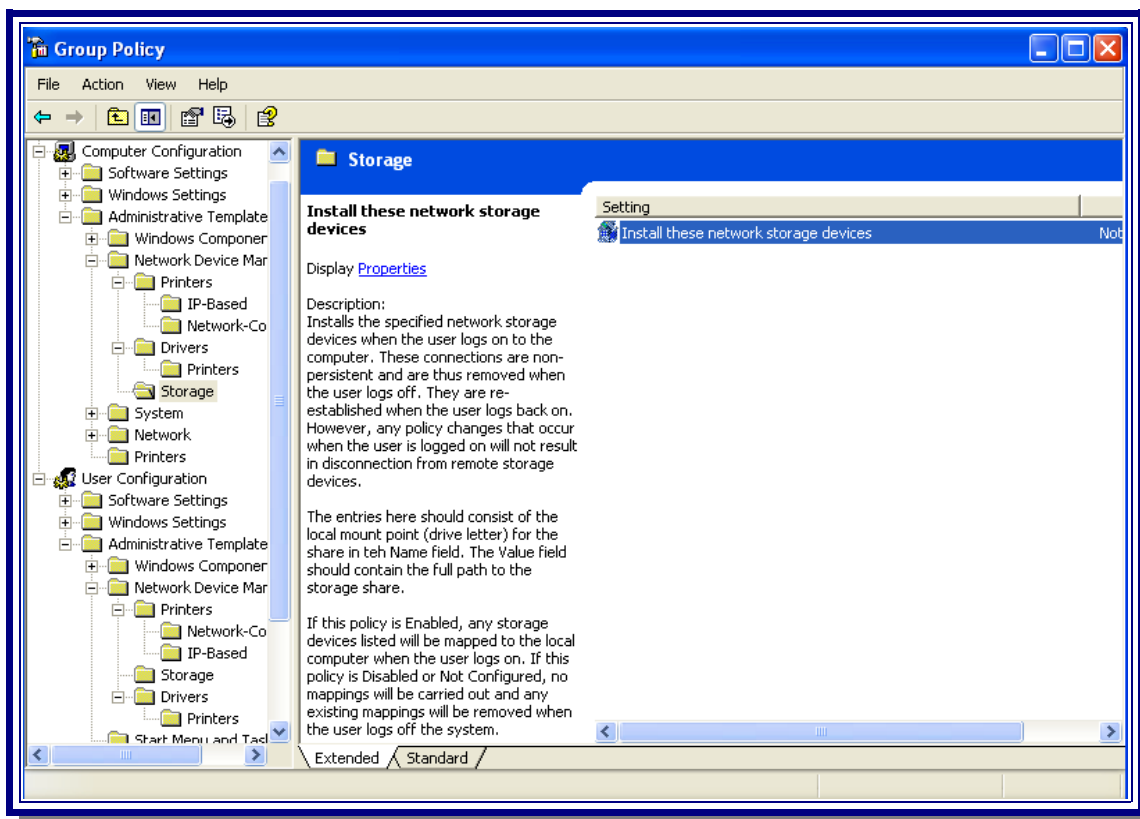 Group Policy
File Action View Help
Computer Configuration
Software Settings
Windows Settings
Administrative Template
Windows Componer
Network Device Mar
Printers
IP-Based
Network-Co
Drivers
Printers
Storage
System
Network
Printers
User Configuration
Software Settings
Windows Settings
Administrative Template
Windows Componer
Network Device Mar
Printers
Network-Co
IP-Based
Storage
Drivers
Printers
Start Menu and Tasl
Storage
Install these network storage
devices
Display Properties
Description:
Installs the specified network storage
devices when the user logs on to the
computer. These connections are non-
persistent and are thus removed when
the user logs off. They are re-
established when the user logs back on.
However, any policy changes that occur
when the user is logged on will not result
in disconnection from remote storage
devices.
The entries here should consist of the
local mount point (drive letter) for the
share in teh Name field. The Value field
should contain the full path to the
storage share.
If this policy is Enabled, any storage
devices listed will be mapped to the local
computer when the user logs on. If this
policy is Disabled or Not Configured, no
mappings will be carried out and any
existing mappings will be removed when
the user logs off the system.
Setting
Install these network storage devices Not
Extended Standard